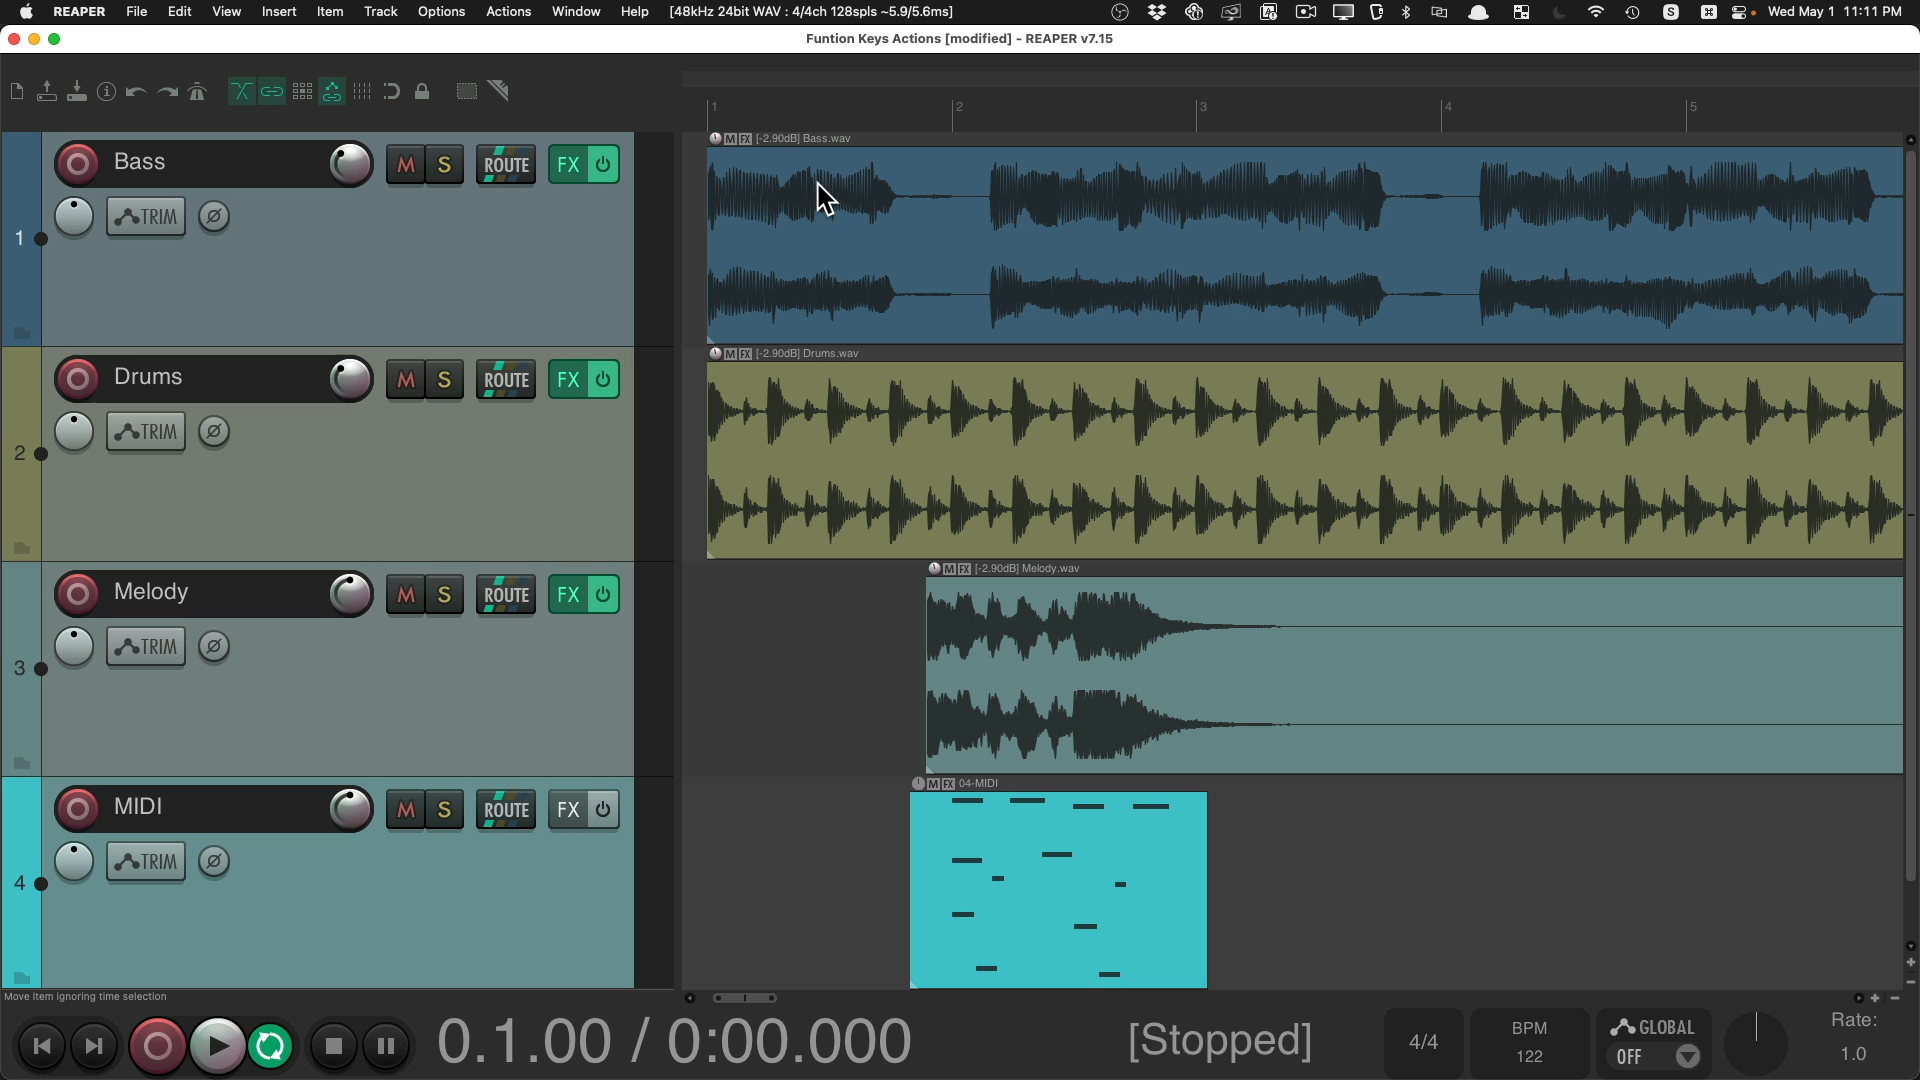 REAPER File Edit View Insert Item Track Options Actions Window Help [48kHz 24bit WAV : 4/4ch 128spls ~5.9/5.6ms] Wed May 1 11:11 PM
Funtion Keys Actions [modified] - REAPER v7.15
1 2 3 4 5
M FX [-2.90dB] Bass.wav
1 Bass M S ROUTE FX
TRIM
M FX [-2.90dB] Drums.wav
2 Drums M S ROUTE FX
TRIM
M FX [-2.90dB] Melody.wav
3 Melody M S ROUTE FX
TRIM
M FX 04-MIDI
4 MIDI M S ROUTE FX
TRIM
Move item ignoring time selection
0.1.00 / 0:00.000 [Stopped] 4/4
BPM
122
GLOBAL
OFF
Rate:
1.0